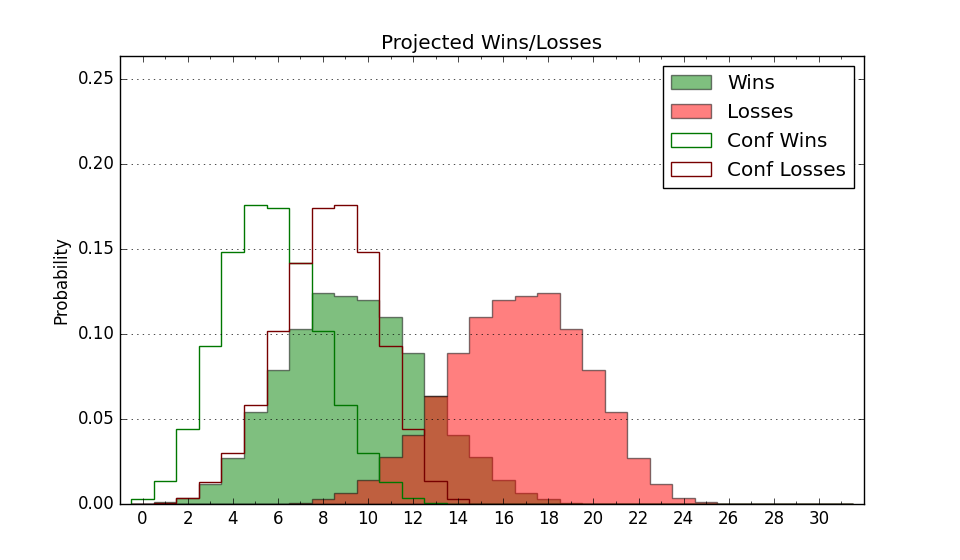 Projected Wins/Losses
0.25
0.20
0.15
0.10
0.05
0.00
Probability
Wins
Losses
Conf Wins
Conf Losses
0 2 4 6 8 10 12 14 16 18 20 22 24 26 28 30